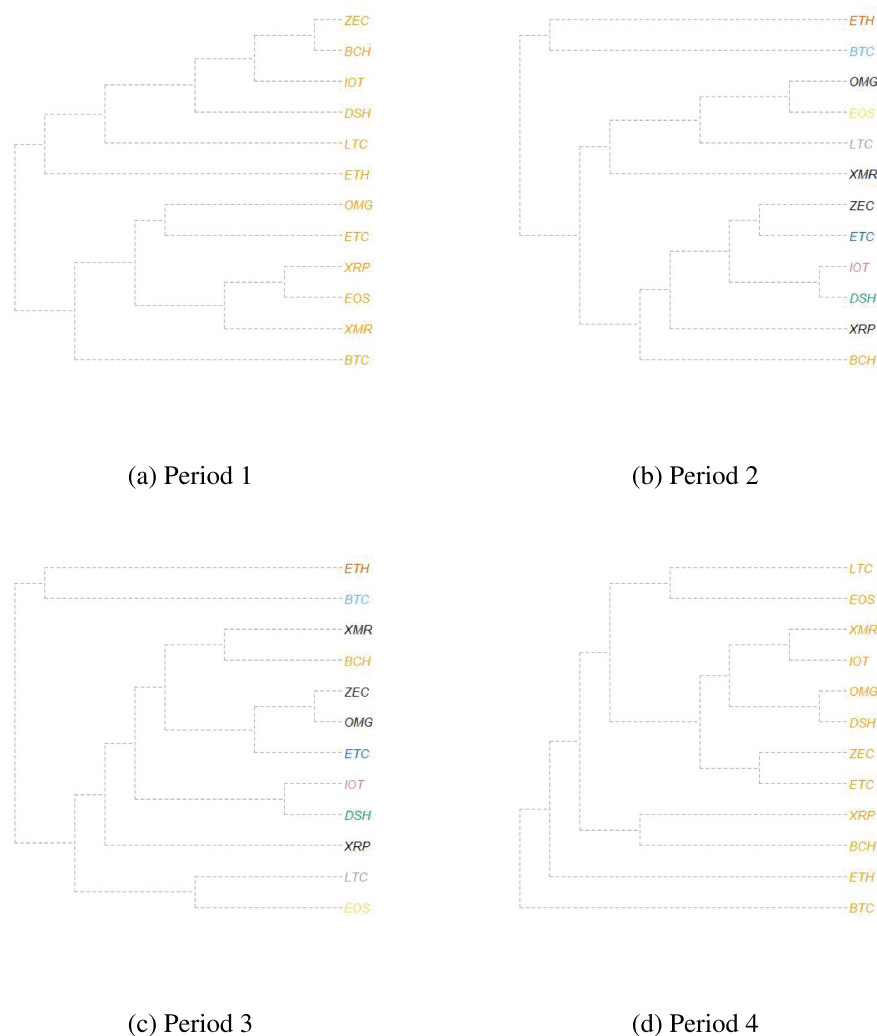 ZEC
BCH
IOT
DSH
LTC
ETH
OMG
ETC
XRP
EOS
XMR
BTC
(a) Period 1
ETH
BTC
OMG
EOS
LTC
XMR
ZEC
ETC
IOT
DSH
XRP
BCH
(b) Period 2
ETH
BTC
XMR
BCH
ZEC
OMG
ETC
IOT
DSH
XRP
LTC
EOS
(c) Period 3
LTC
EOS
XMR
IOT
OMG
DSH
ZEC
ETC
XRP
BCH
ETH
BTC
(d) Period 4